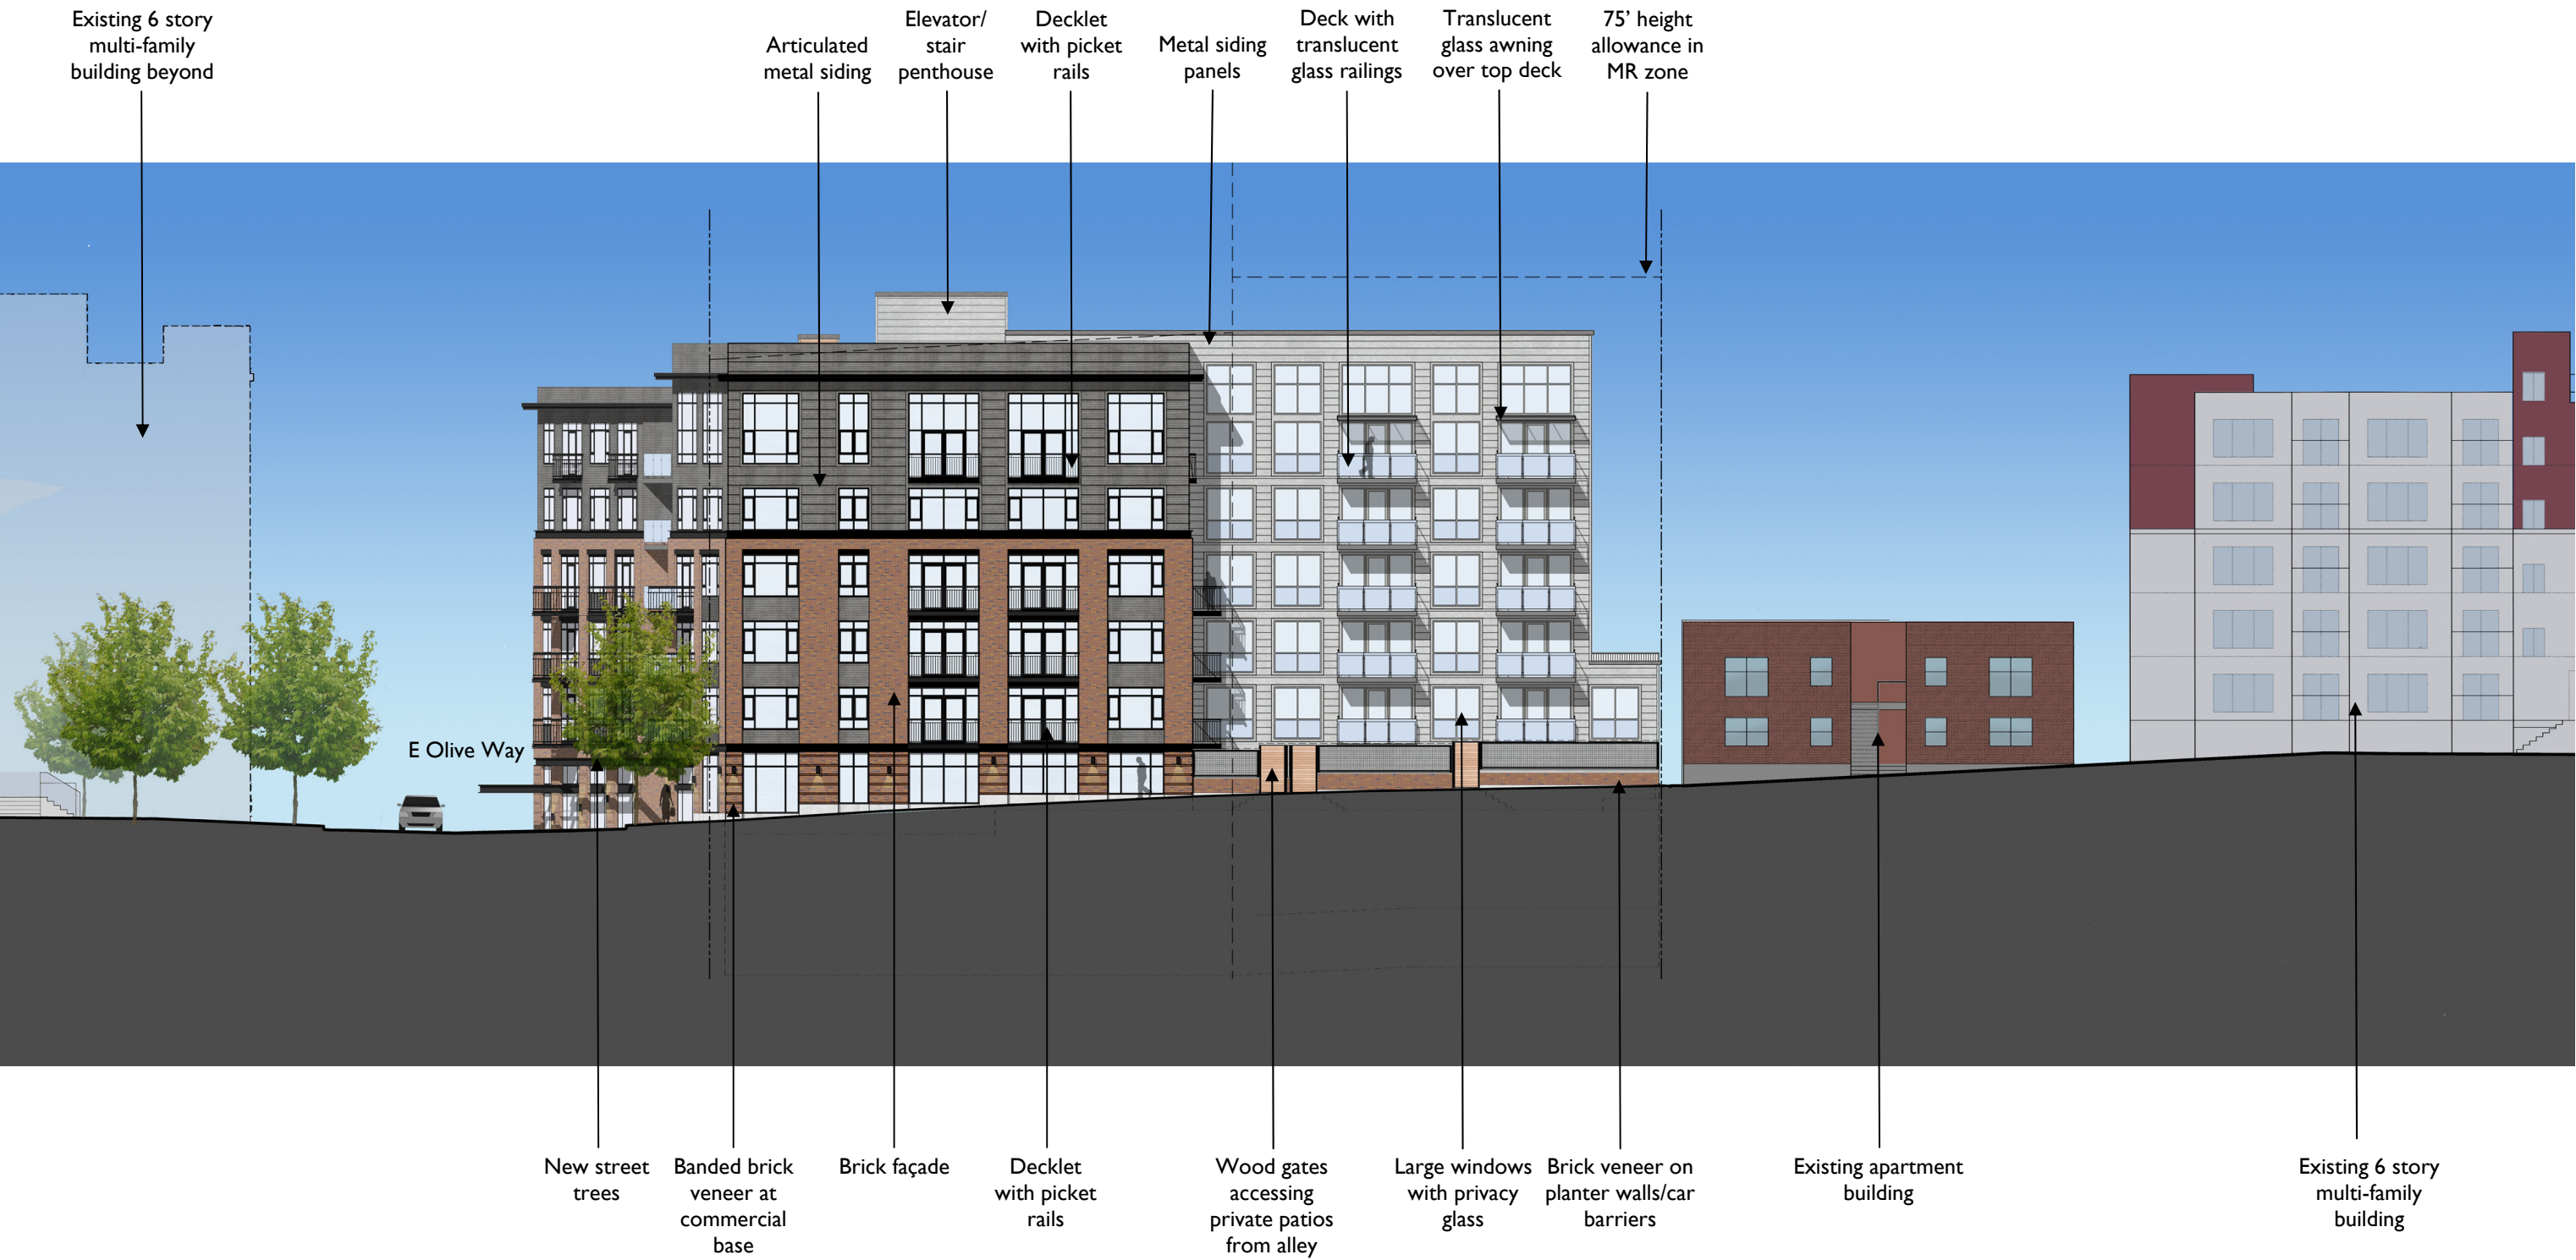 Existing 6 story
multi-family
building beyond
Articulated
metal siding
Elevator/
stair
penthouse
Decklet
with picket
rails
Metal siding
panels
Deck with
translucent
glass railings
Translucent
glass awning
over top deck
75’ height
allowance in
MR zone
E Olive Way
New street
trees
Banded brick
veneer at
commercial
base
Brick façade
Decklet
with picket
rails
Wood gates
accessing
private patios
from alley
Large windows
with privacy
glass
Brick veneer on
planter walls/car
barriers
Existing apartment
building
Existing 6 story
multi-family
building